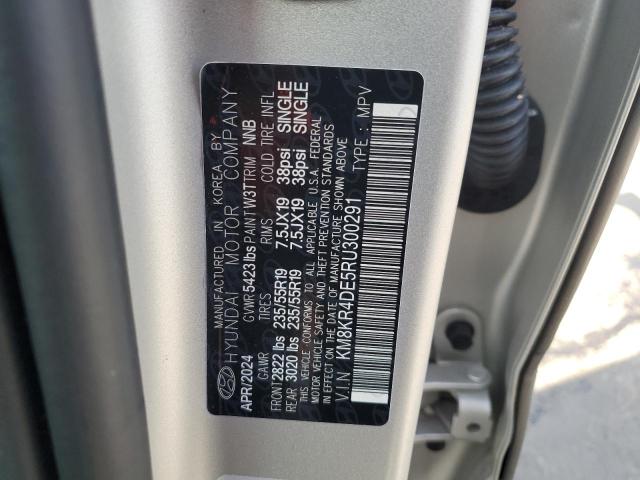 MANUFACTURED IN KOREA BY
HYUNDAI MOTOR COMPANY
APR/2024 GVWR 5423 lbs PAINT W3T TRIM NNB
GAWR TIRES RIMS COLD TIRE INFL
FRONT 2822 lbs 235/55R19 7.5JX19 38psi SINGLE
REAR 3020 lbs 235/55R19 7.5JX19 38psi SINGLE
THIS VEHICLE CONFORMS TO ALL APPLICABLE U.S.A. FEDERAL
MOTOR VEHICLE SAFETY AND THEFT PREVENTION STANDARDS
IN EFFECT ON THE DATE OF MANUFACTURE SHOWN ABOVE
V.I.N : KM8KR4DE5RU300291 TYPE : MPV